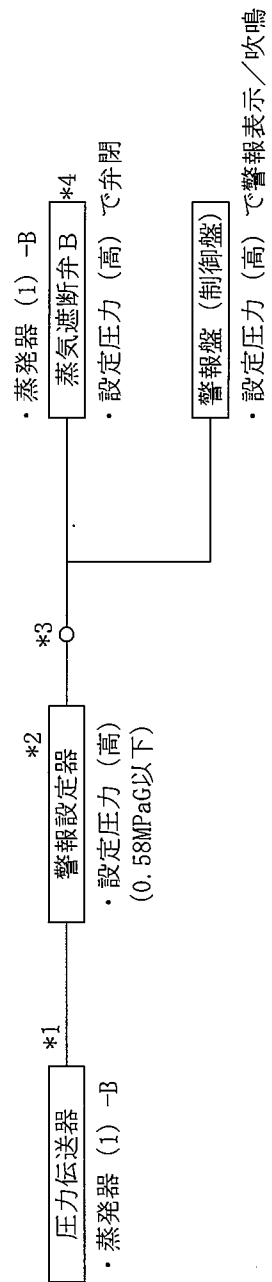 圧力伝送器 *1
・蒸発器 (1) -B
警報設定器 *2
・設定圧力 (高)
(0.58MPaG以下)
*3
・蒸発器 (1) -B
蒸気遮断弁B *4
・設定圧力 (高) で弁閉
警報盤 (制御盤)
・設定圧力 (高) で警報表示/吹鳴